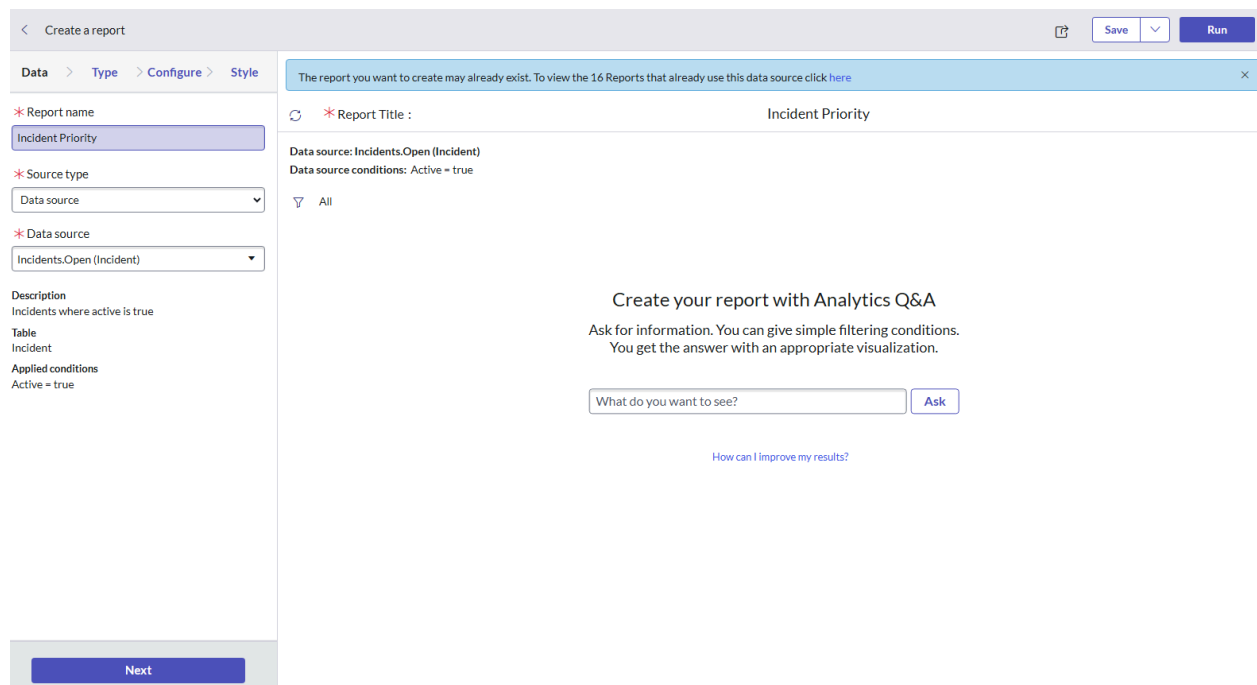 Create a report
Save
Run
Data
Type
Configure
Style
The report you want to create may already exist. To view the 16 Reports that already use this data source click here
Report name
Incident Priority
Source type
Data source
Data source
Incidents.Open (Incident)
Description
Incidents where active is true
Table
Incident
Applied conditions
Active = true
Next
Report Title :
Incident Priority
Data source: Incidents.Open (Incident)
Data source conditions: Active = true
All
Create your report with Analytics Q&A
Ask for information. You can give simple filtering conditions.
You get the answer with an appropriate visualization.
What do you want to see?
Ask
How can I improve my results?